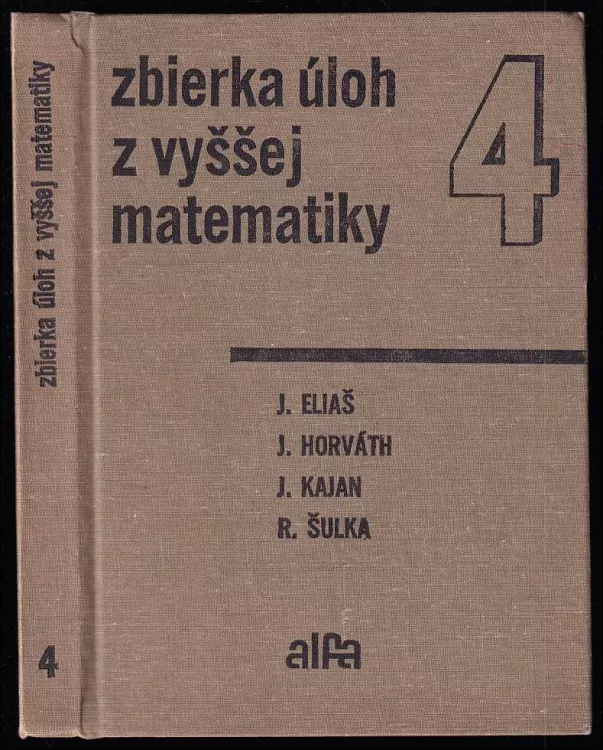 zbierka úloh z vyššej matematiky
4
zbierka úloh
z vyššej
matematiky
4
J. ELIAŠ
J. HORVÁTH
J. KAJAN
R. ŠULKA
alfa